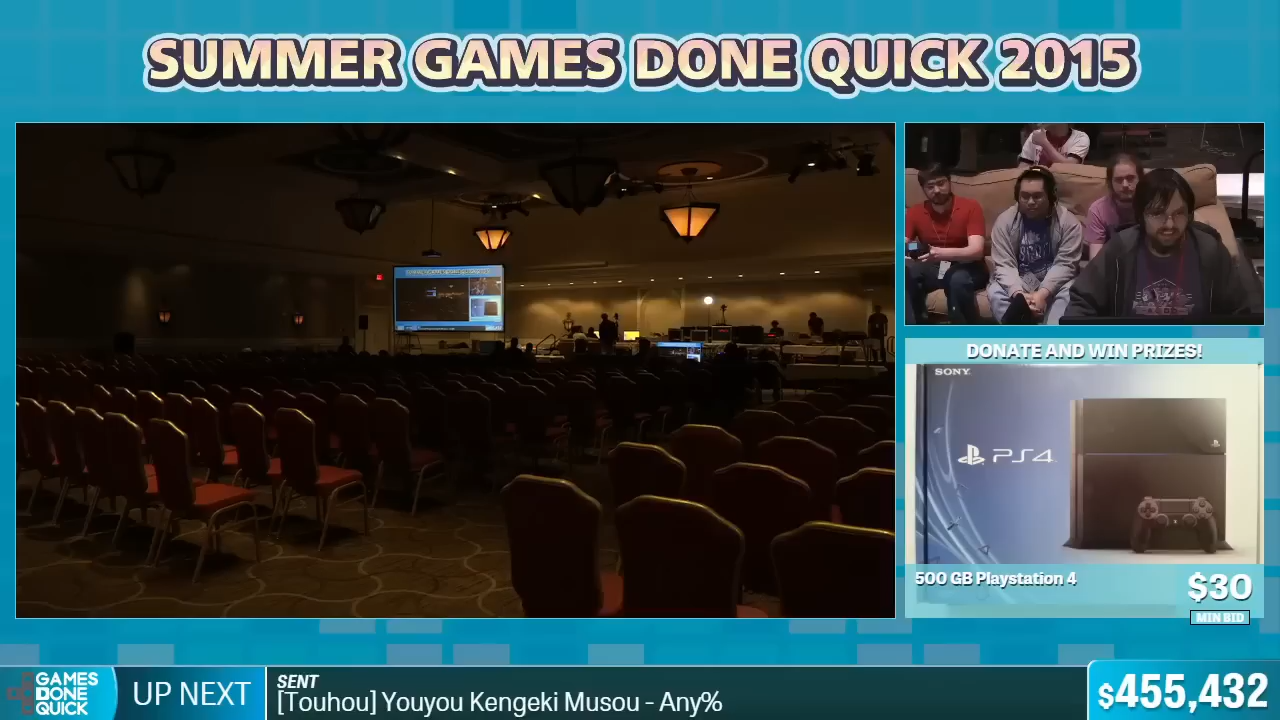 SUMMER GAMES DONE QUICK 2015
DONATE AND WIN PRIZES!
SONY
PS4
500 GB Playstation 4
$30
MIN BID
GAMES
DONE
QUICK
UP NEXT
SENT
[Touhou] Youyou Kengeki Musou - Any%
$455,432